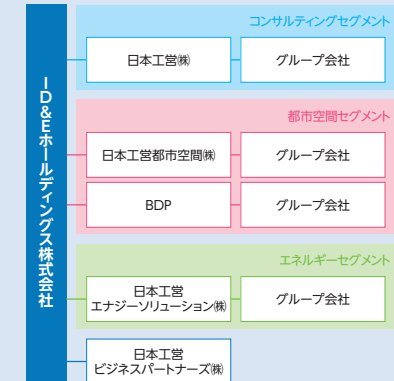 ID&Eホールディングス株式会社
コンサルティングセグメント
日本工営㈱
グループ会社
都市空間セグメント
日本工営都市空間㈱
グループ会社
BDP
グループ会社
エネルギーセグメント
日本工営
エナジーソリューション㈱
グループ会社
日本工営
ビジネスパートナーズ㈱